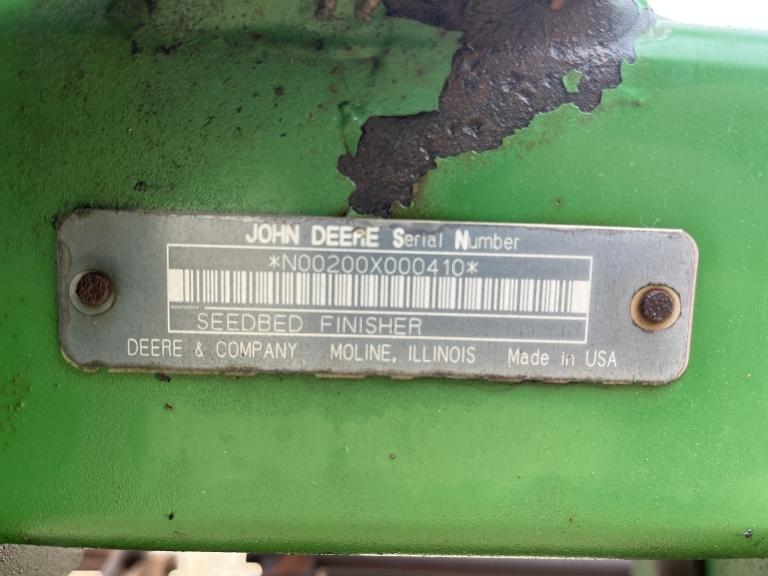 JOHN DEERE Serial Number
*N00200X000410*
SEEDBED FINISHER
DEERE & COMPANY MOLINE, ILLINOIS Made in USA